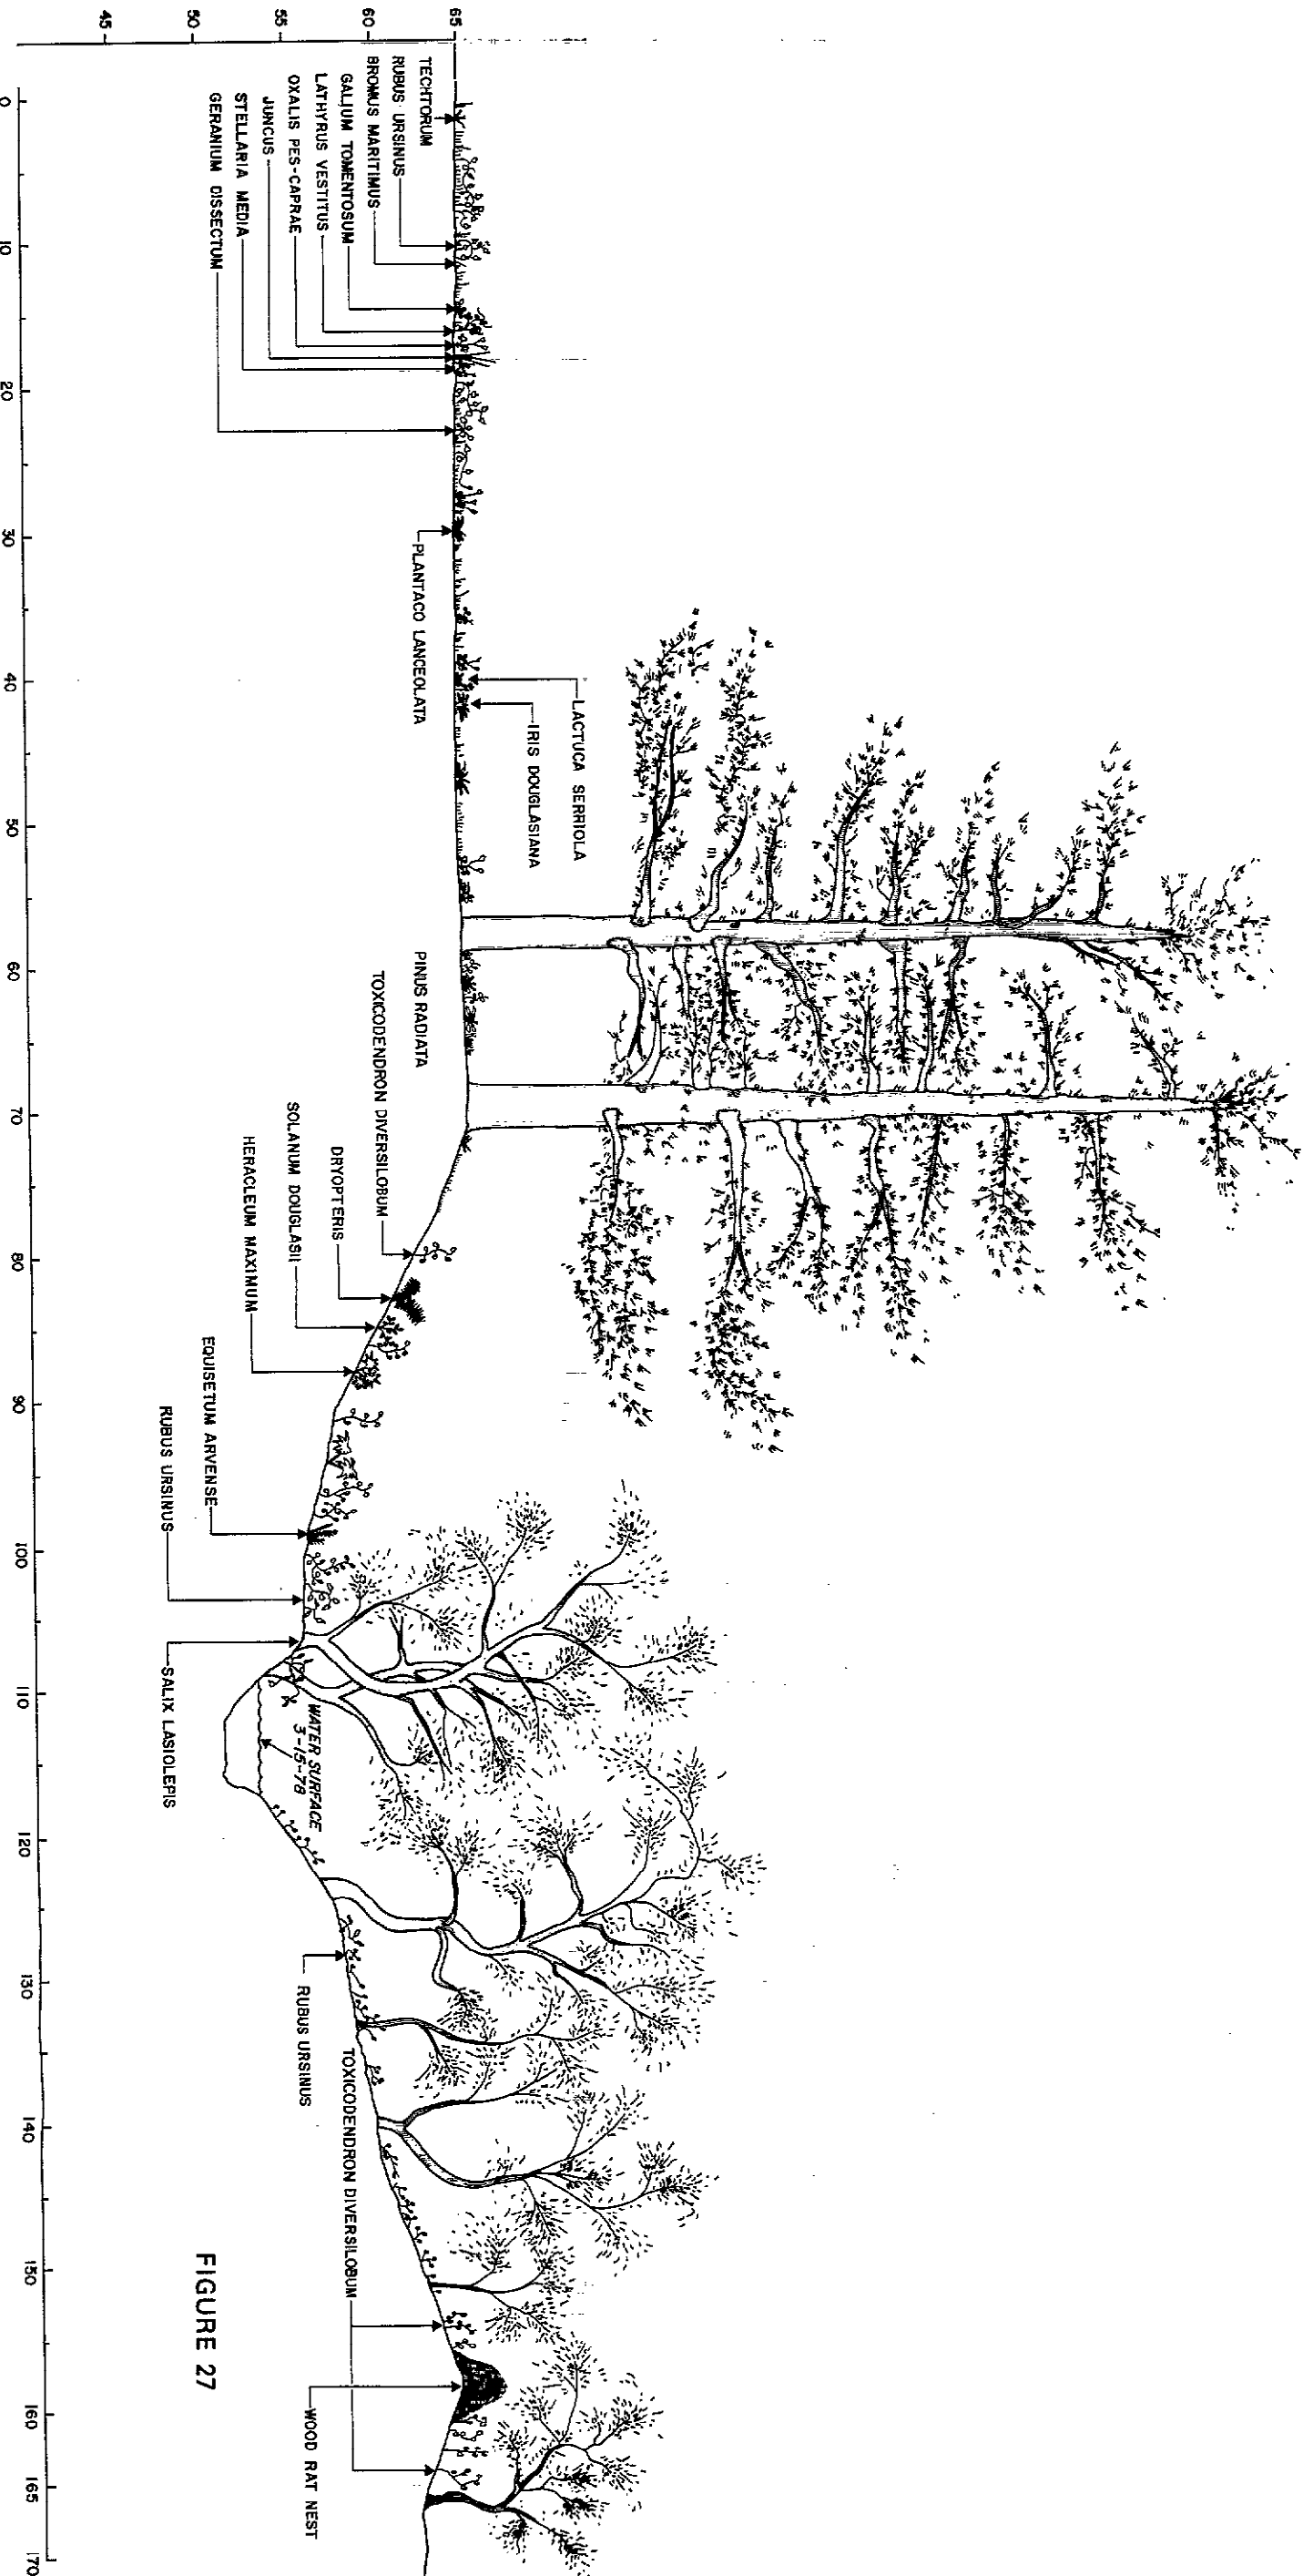 65
60
55
50
45
TECHTORUM
RUBUS URSINUS
BROMUS MARITIMUS
GALIUM TOMENTOSUM
LATHYRUS VESTITUS
OXALIS PES-CAPRAE
JUNCUS
STELLARIA MEDIA
GERANIUM DISSECTUM
PLANTACO LANCEOLATA
LACTUCA SERRIOLA
IRIS DOUGLASIANA
PINUS RADIATA
TOXICODENDRON DIVERSILOBUM
DRYOPTERIS
SOLANUM DOUGLASII
HERACLEUM MAXIMUM
EQUISETUM ARVENSE
RUBUS URSINUS
SALIX LASIOLEPIS
WATER SURFACE
3-15-78
RUBUS URSINUS
TOXICODENDRON DIVERSILOBUM
WOOD RAT NEST
0 10 20 30 40 50 60 70 80 90 100 110 120 130 140 150 160 165 170
FIGURE 27